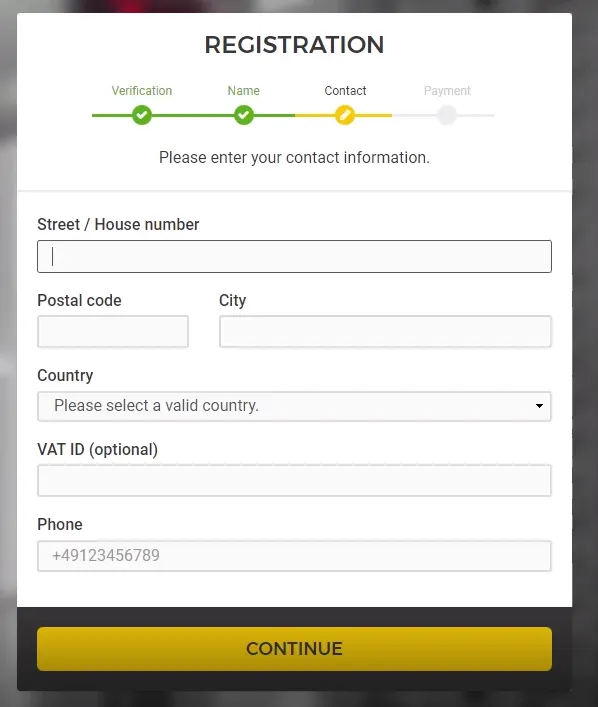 REGISTRATION
Verification Name Contact Payment
Please enter your contact information.
Street / House number
Postal code City
Country
Please select a valid country.
VAT ID (optional)
Phone
+49123456789
CONTINUE